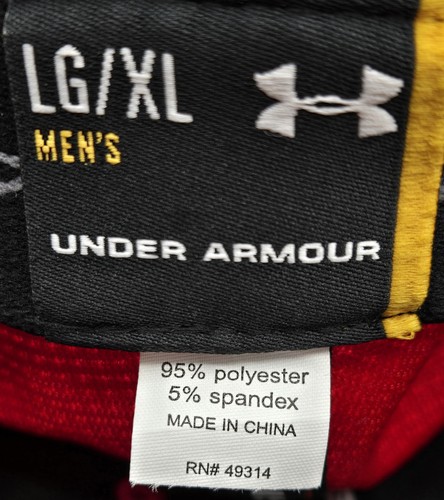 LG/XL
MEN'S
UNDER ARMOUR
95% polyester
5% spandex
MADE IN CHINA
RN# 49314